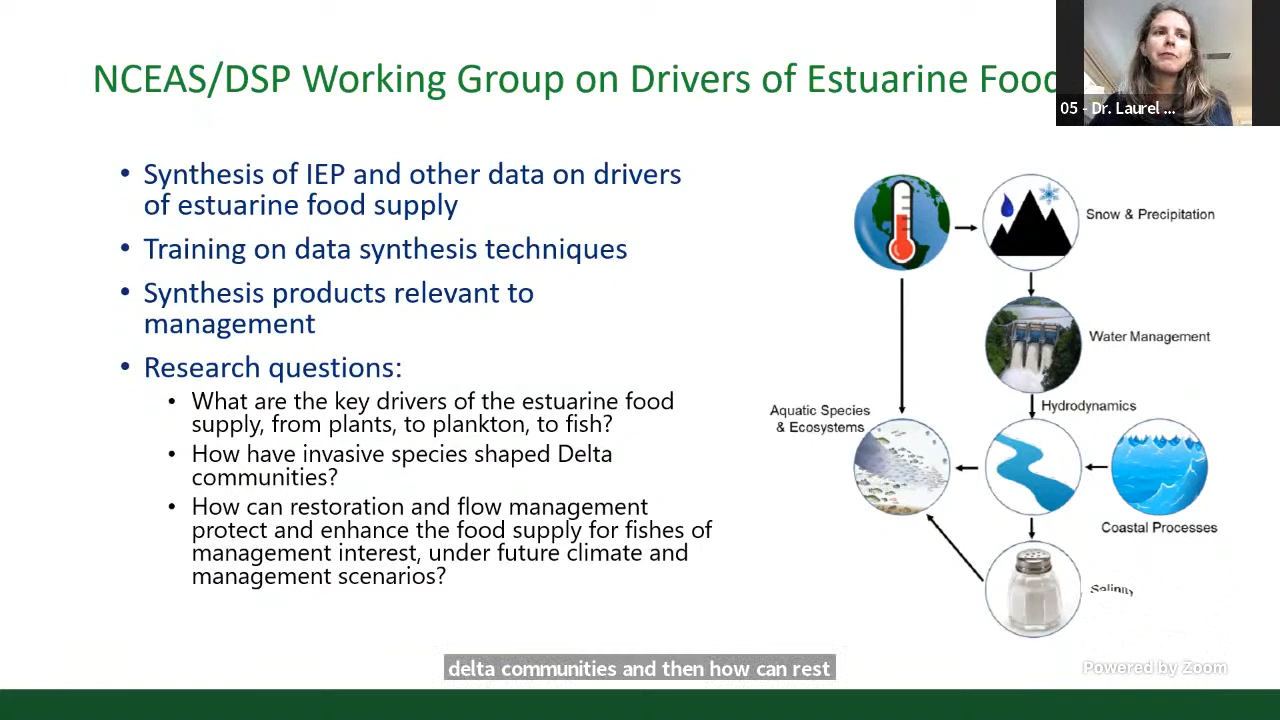 NCEAS/DSP Working Group on Drivers of Estuarine Food
05 - Dr. Laurel ...
• Synthesis of IEP and other data on drivers
of estuarine food supply
• Training on data synthesis techniques
• Synthesis products relevant to
management
• Research questions:
• What are the key drivers of the estuarine food
supply, from plants, to plankton, to fish?
• How have invasive species shaped Delta
communities?
• How can restoration and flow management
protect and enhance the food supply for fishes of
management interest, under future climate and
management scenarios?
Snow & Precipitation
Water Management
Hydrodynamics
Aquatic Species
& Ecosystems
Coastal Processes
Salinity
delta communities and then how can rest
Powered by Zoom